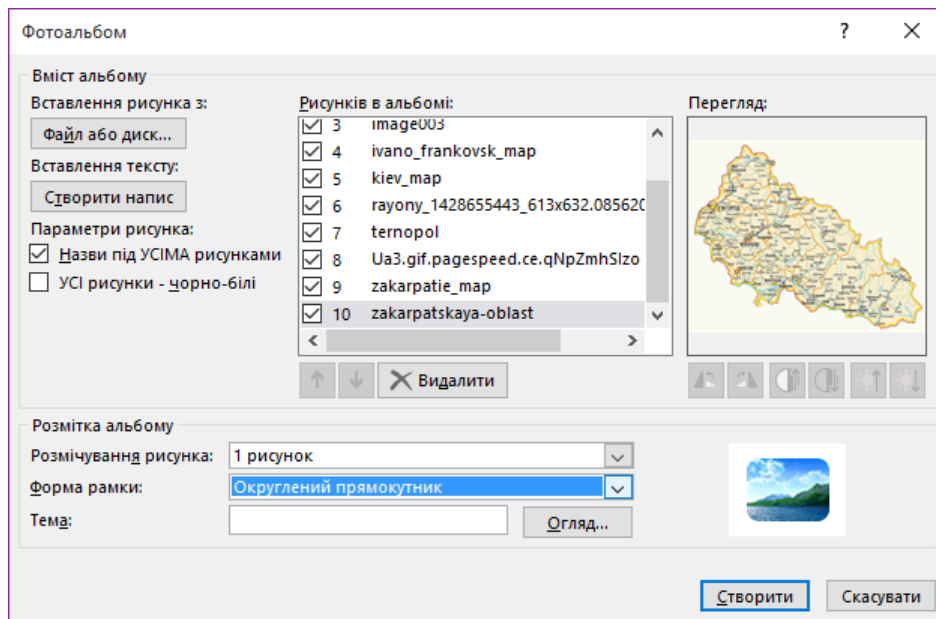 Фотоальбом
Вміст альбому
Вставлення рисунка з:
Файл або диск...
Вставлення тексту:
Створити напис
Параметри рисунка:
Назви під УСІМА рисунками
УСІ рисунки - чорно-білі
Рисунків в альбомі:
3 image003
4 ivano_frankovsk_map
5 kiev_map
6 rayony_1428655443_613x632.085620
7 ternopol
8 Ua3.gif.pagespeed.ce.qNpZmhSlzo
9 zakarpatie_map
10 zakarpatskaya-oblast
Видалити
Перегляд:
Розмітка альбому
Розмічування рисунка: 1 рисунок
Форма рамки: Округлений прямокутник
Тема: Огляд...
Створити Скасувати